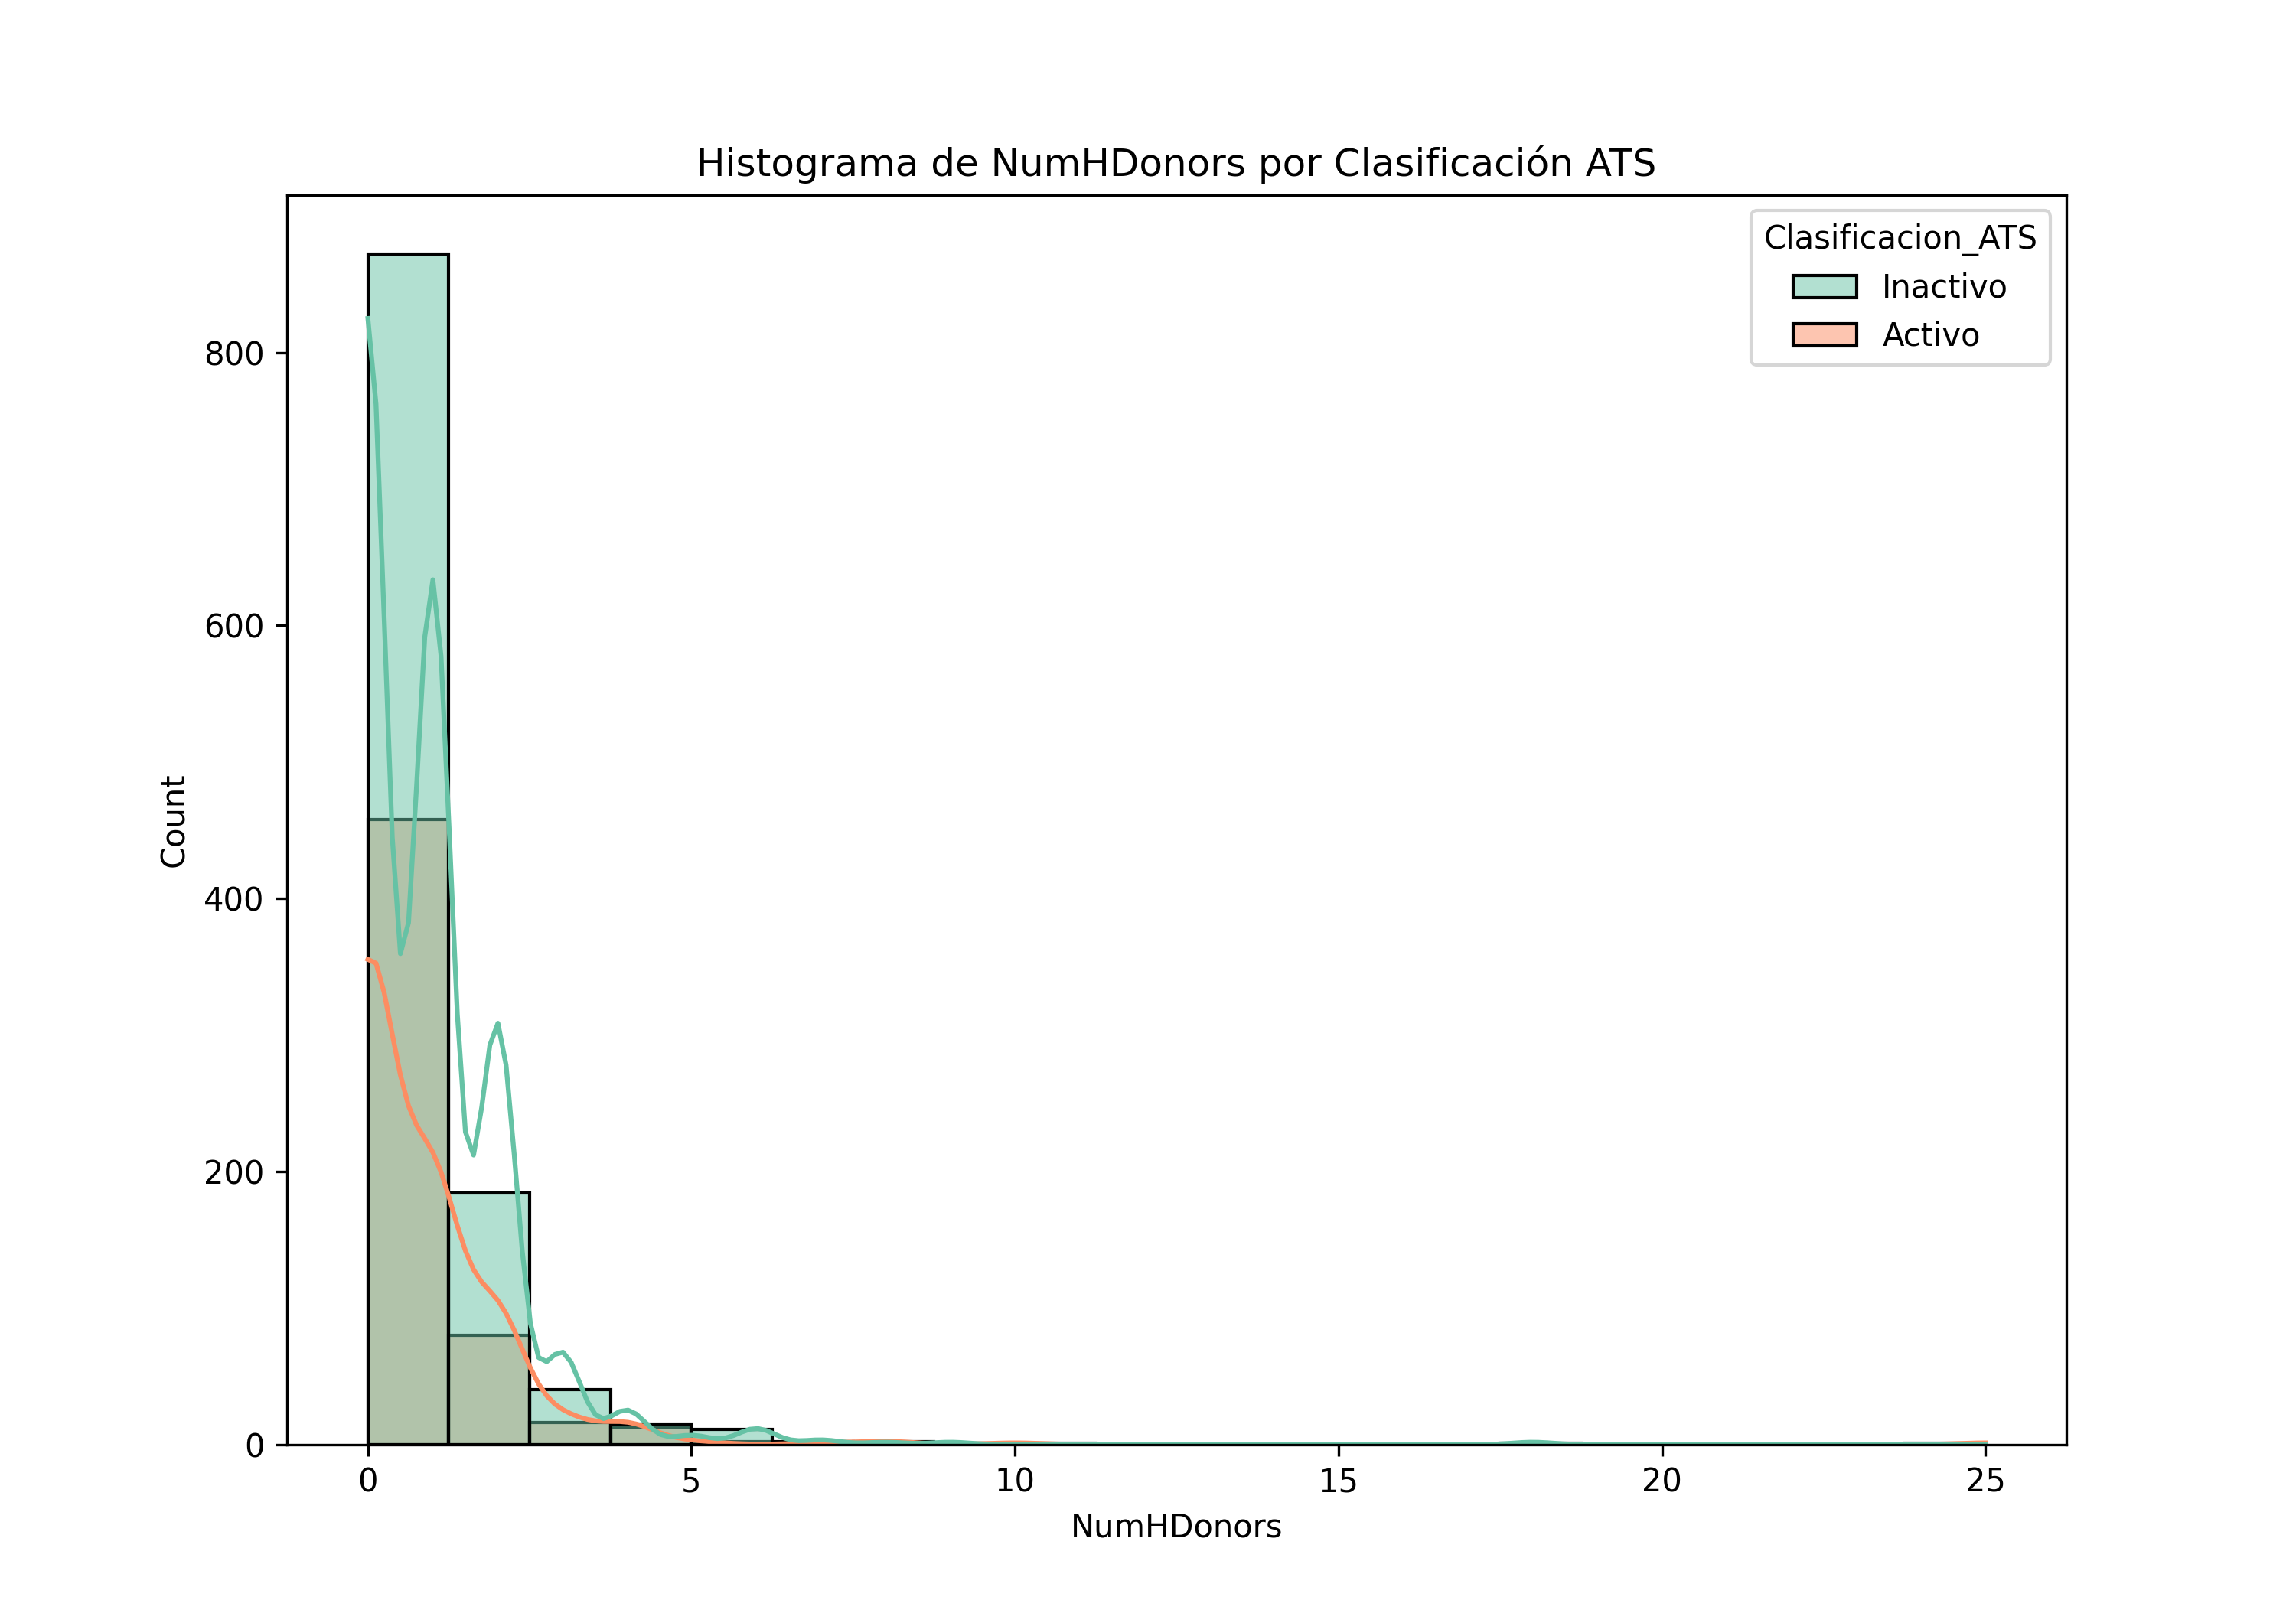 Histograma de NumHDonors por Clasificación ATS
Clasificacion_ATS
Inactivo
Activo
Count
800
600
400
200
0
0 5 10 15 20 25
NumHDonors